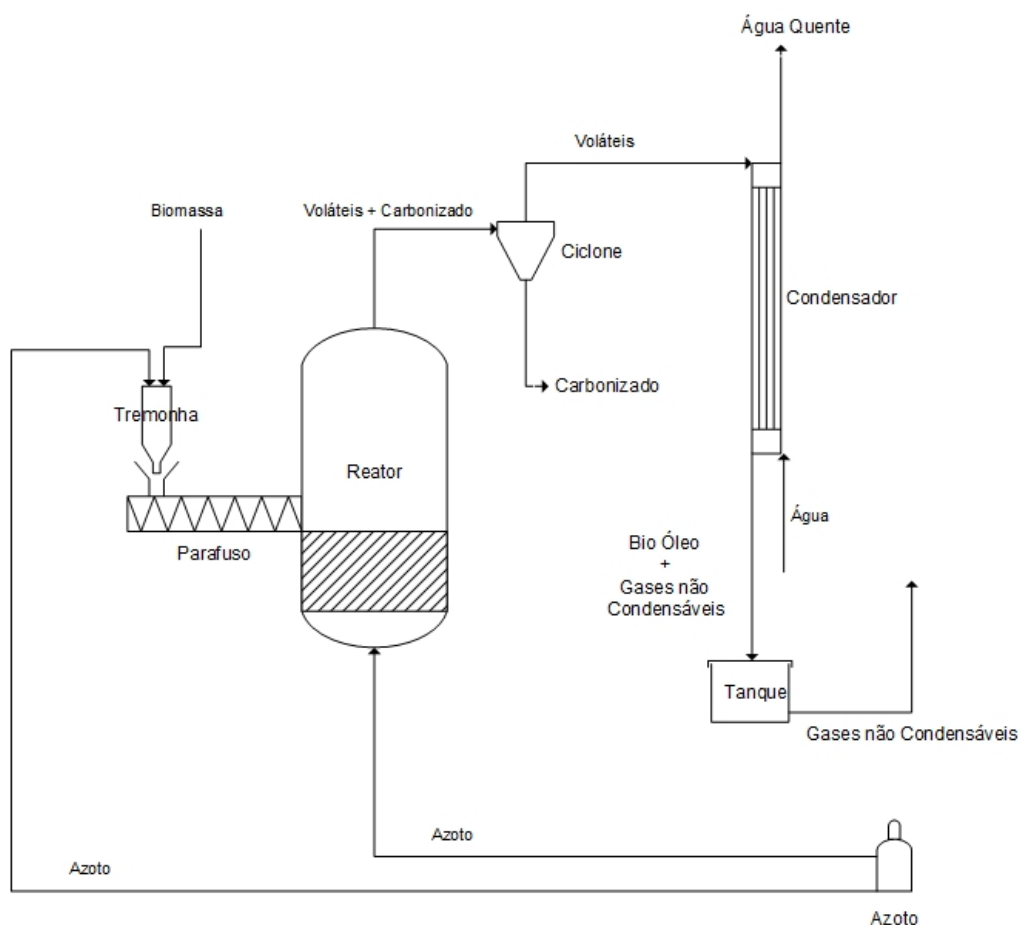 Água Quente
Voláteis
Biomassa
Voláteis + Carbonizado
Ciclone
Condensador
Carbonizado
Tremonha
Reator
Água
Parafuso
Bio Óleo
+
Gases não
Condensáveis
Tanque
Gases não Condensáveis
Azoto
Azoto
Azoto